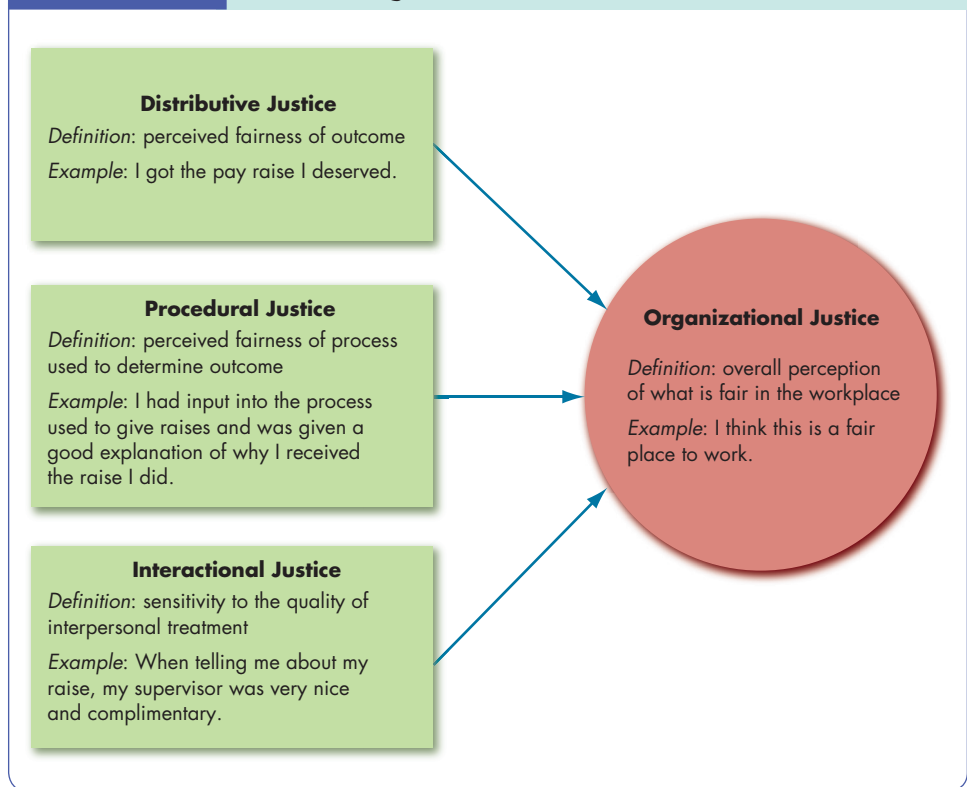 Distributive Justice
Definition: perceived fairness of outcome
Example: I got the pay raise I deserved.
Procedural Justice
Definition: perceived fairness of process
used to determine outcome
Example: I had input into the process
used to give raises and was given a
good explanation of why I received
the raise I did.
Interactional Justice
Definition: sensitivity to the quality of
interpersonal treatment
Example: When telling me about my
raise, my supervisor was very nice
and complimentary.
Organizational Justice
Definition: overall perception
of what is fair in the workplace
Example: I think this is a fair
place to work.